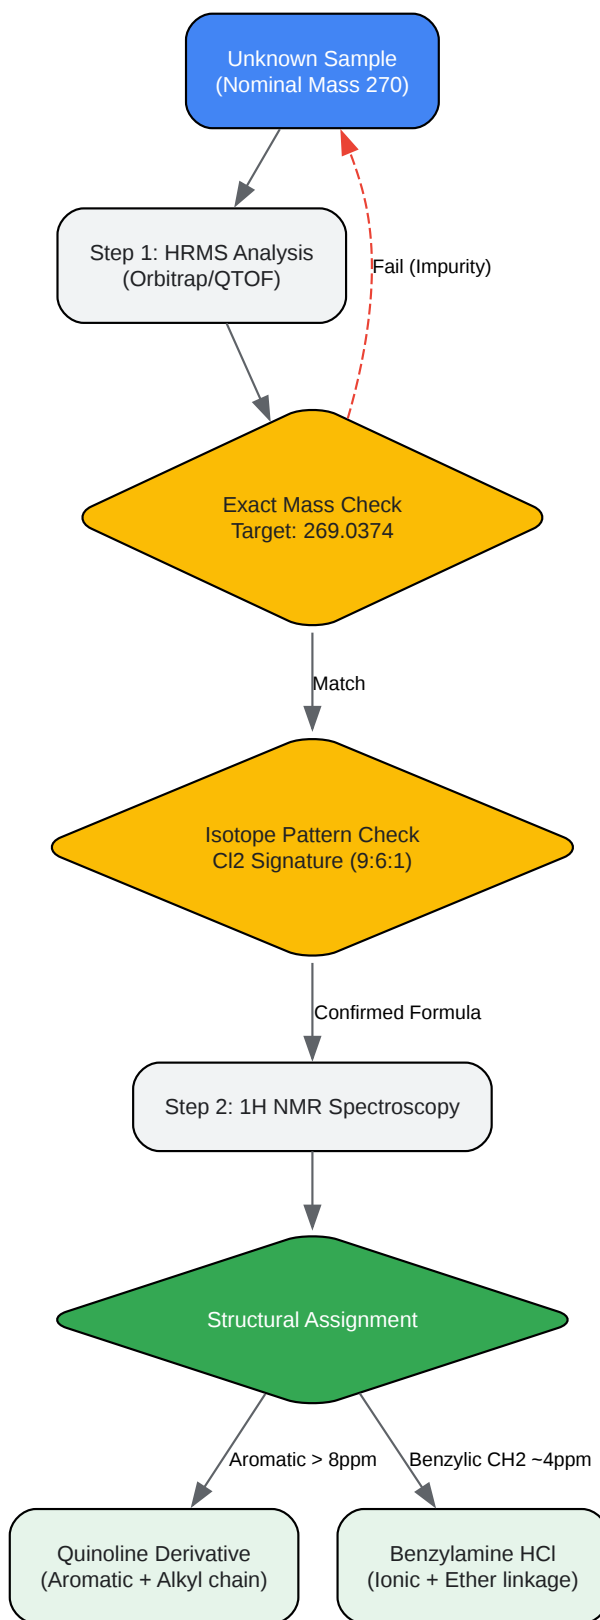 Unknown Sample
(Nominal Mass 270)
Step 1: HRMS Analysis
(Orbitrap/QTOF)
Fail (Impurity)
Exact Mass Check
Target: 269.0374
Match
Isotope Pattern Check
Cl2 Signature (9:6:1)
Confirmed Formula
Step 2: 1H NMR Spectroscopy
Structural Assignment
Aromatic > 8ppm
Benzylic CH2 ~4ppm
Quinoline Derivative
(Aromatic + Alkyl chain)
Benzylamine HCl
(Ionic + Ether linkage)